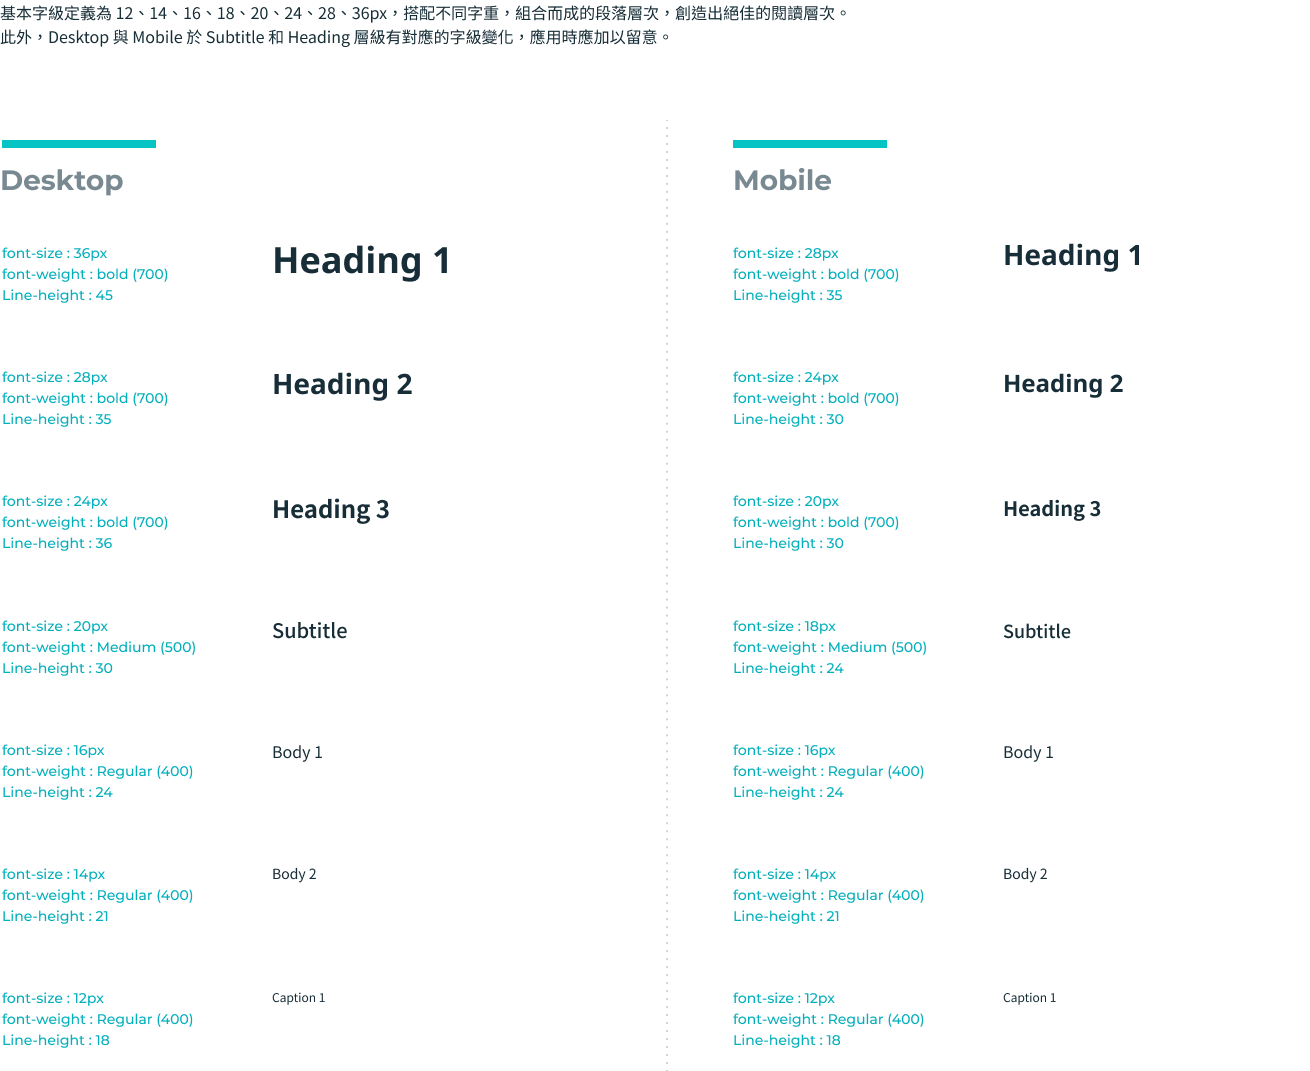 基本字級定義為 12、14、16、18、20、24、28、36px，搭配不同字重，組合而成的段落層次，創造出絕佳的閱讀層次。
此外，Desktop 與 Mobile 於 Subtitle 和 Heading 層級有對應的字級變化，應用時應加以留意。
Desktop
font-size : 36px
font-weight : bold (700)
Line-height : 45
Heading 1
font-size : 28px
font-weight : bold (700)
Line-height : 35
Heading 2
font-size : 24px
font-weight : bold (700)
Line-height : 36
Heading 3
font-size : 20px
font-weight : Medium (500)
Line-height : 30
Subtitle
font-size : 16px
font-weight : Regular (400)
Line-height : 24
Body 1
font-size : 14px
font-weight : Regular (400)
Line-height : 21
Body 2
font-size : 12px
font-weight : Regular (400)
Line-height : 18
Caption 1
Mobile
font-size : 28px
font-weight : bold (700)
Line-height : 35
Heading 1
font-size : 24px
font-weight : bold (700)
Line-height : 30
Heading 2
font-size : 20px
font-weight : bold (700)
Line-height : 30
Heading 3
font-size : 18px
font-weight : Medium (500)
Line-height : 24
Subtitle
font-size : 16px
font-weight : Regular (400)
Line-height : 24
Body 1
font-size : 14px
font-weight : Regular (400)
Line-height : 21
Body 2
font-size : 12px
font-weight : Regular (400)
Line-height : 18
Caption 1